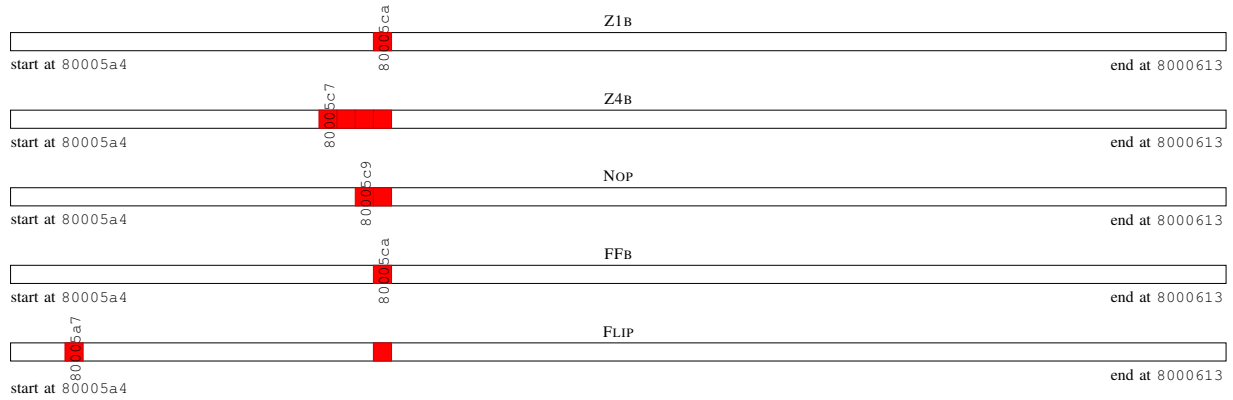 Z1B
80005ca
start at 80005a4 end at 8000613
Z4B
80005c7
start at 80005a4 end at 8000613
NOP
80005c9
start at 80005a4 end at 8000613
FFB
80005ca
start at 80005a4 end at 8000613
FLIP
80005a7
start at 80005a4 end at 8000613